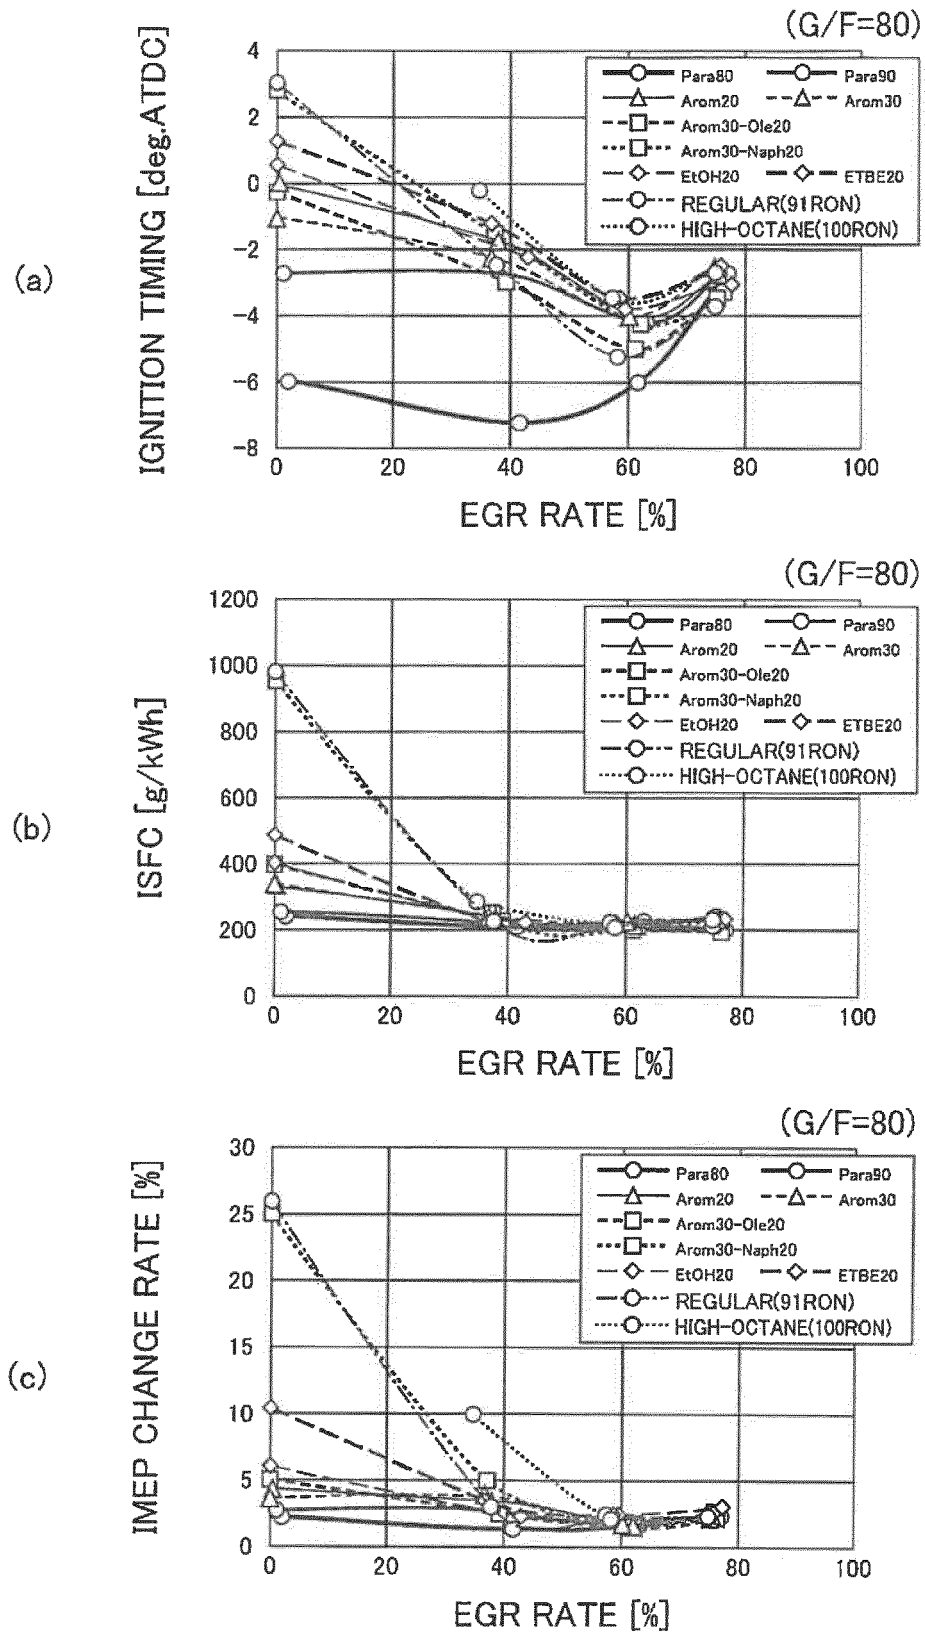 (G/F=80)
IGNITION TIMING [deg.ATDC]
4
2
0
−2
−4
−6
−8
Para80 Para90
Arom20 Arom30
Arom30-Ole20
Arom30-Naph20
EtOH20 ETBE20
REGULAR(91RON)
HIGH-OCTANE(100RON)
(a)
0 20 40 60 80 100
EGR RATE [%]
(G/F=80)
ISFC [g/kWh]
1200
1000
800
600
400
200
0
Para80 Para90
Arom20 Arom30
Arom30-Ole20
Arom30-Naph20
EtOH20 ETBE20
REGULAR(91RON)
HIGH-OCTANE(100RON)
(b)
0 20 40 60 80 100
EGR RATE [%]
(G/F=80)
IMEP CHANGE RATE [%]
30
25
20
15
10
5
0
Para80 Para90
Arom20 Arom30
Arom30-Ole20
Arom30-Naph20
EtOH20 ETBE20
REGULAR(91RON)
HIGH-OCTANE(100RON)
(c)
0 20 40 60 80 100
EGR RATE [%]